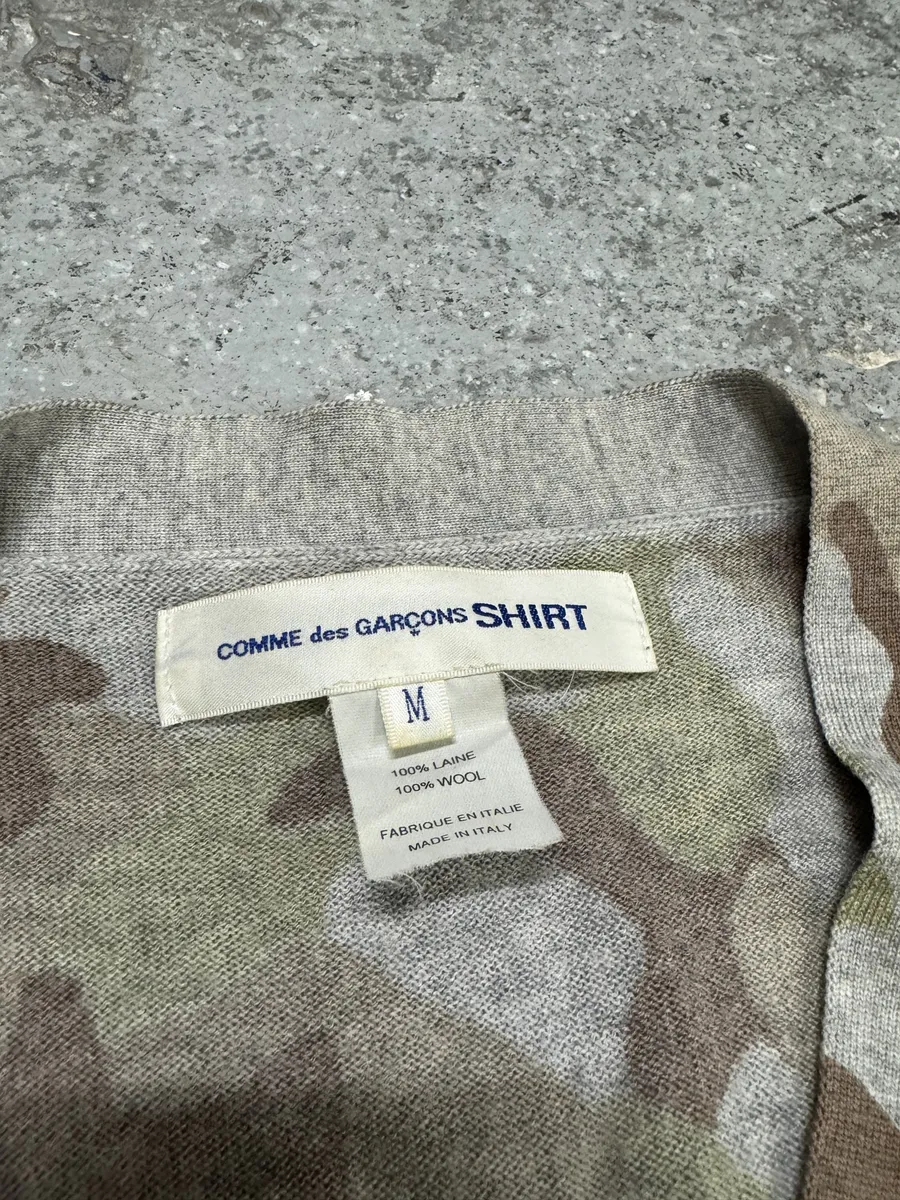 COMME des GARÇONS SHIRT
M
100% LAINE
100% WOOL
FABRIQUE EN ITALIE
MADE IN ITALY